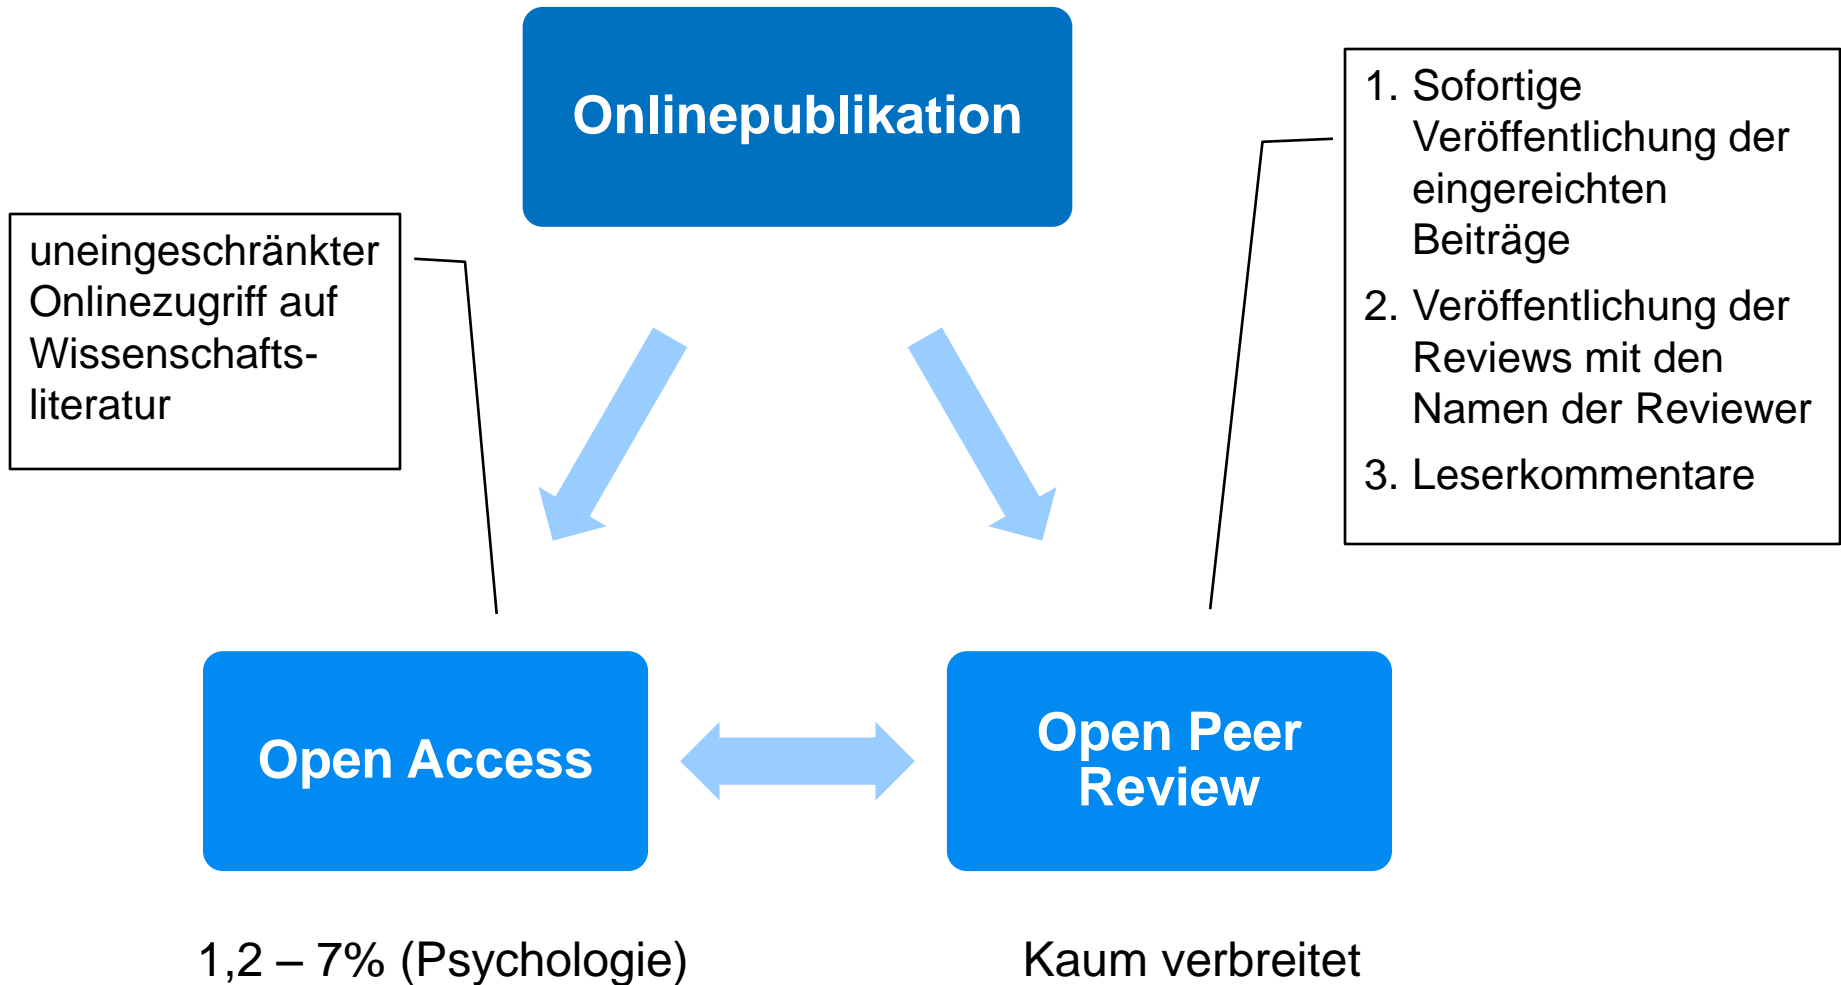 Onlinepublikation
uneingeschränkter
Onlinezugriff auf
Wissenschafts-
literatur
1. Sofortige
Veröffentlichung der
eingereichten
Beiträge
2. Veröffentlichung der
Reviews mit den
Namen der Reviewer
3. Leserkommentare
Open Access
Open Peer
Review
1,2 – 7% (Psychologie)
Kaum verbreitet